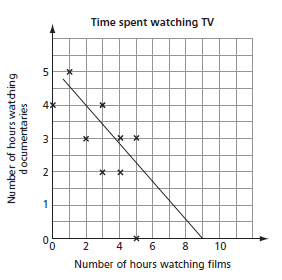 Time spent watching TV
Number of hours watching
documentaries
5
4
3
2
1
0
0 2 4 6 8 10
Number of hours watching films